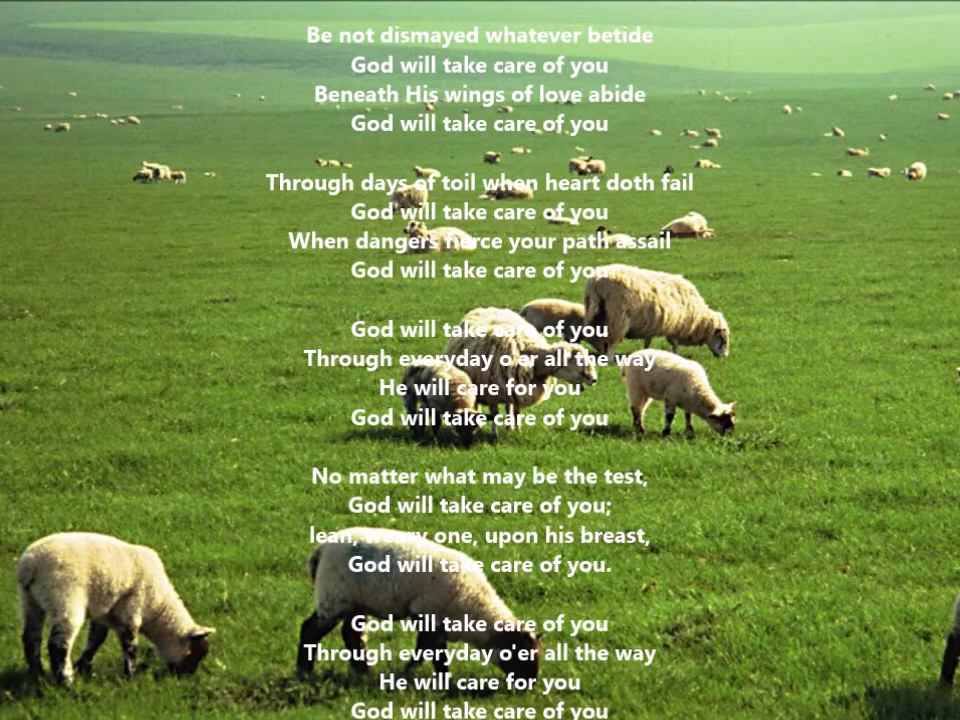 Be not dismayed whatever betide
God will take care of you
Beneath His wings of love abide
God will take care of you
Through days of toil when heart doth fail
God will take care of you
When dangers fierce your path assail
God will take care of you
God will take care of you
Through everyday o'er all the way
He will care for you
God will take care of you
No matter what may be the test,
God will take care of you;
lean, weary one, upon his breast,
God will take care of you.
God will take care of you
Through everyday o'er all the way
He will care for you
God will take care of you